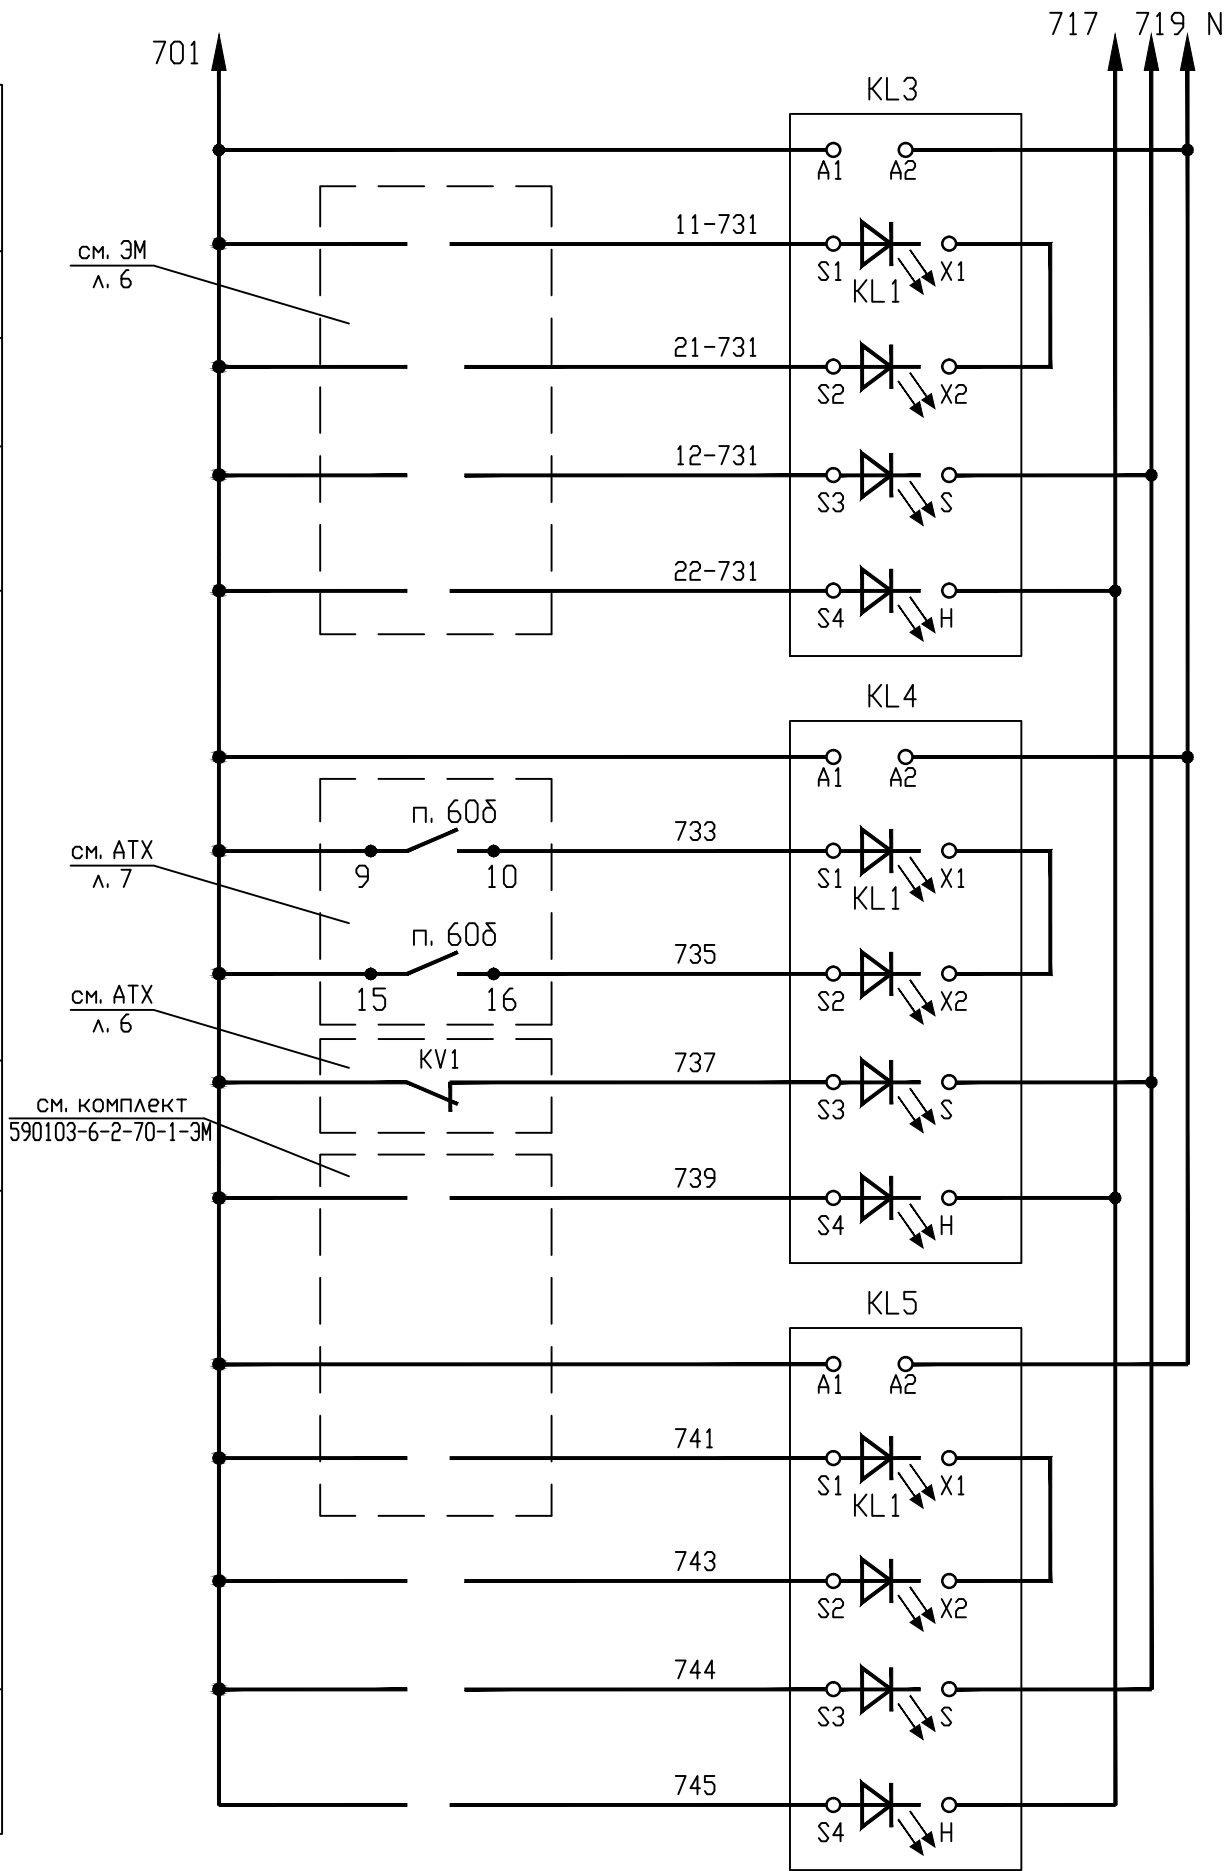 701
717 719 N
KL3
A1 A2
см. ЭМ
л. 6
11-731
S1 X1
KL1
21-731
S2 X2
12-731
S3 S
22-731
S4 H
KL4
A1 A2
п. 60б
733
см. АТХ
л. 7
9 10
S1 X1
KL1
п. 60б
735
15 16
S2 X2
см. АТХ
л. 6
KV1
737
S3 S
см. комплект
590103-6-2-70-1-ЭМ
739
S4 H
KL5
A1 A2
741
S1 X1
KL1
743
S2 X2
744
S3 S
745
S4 H